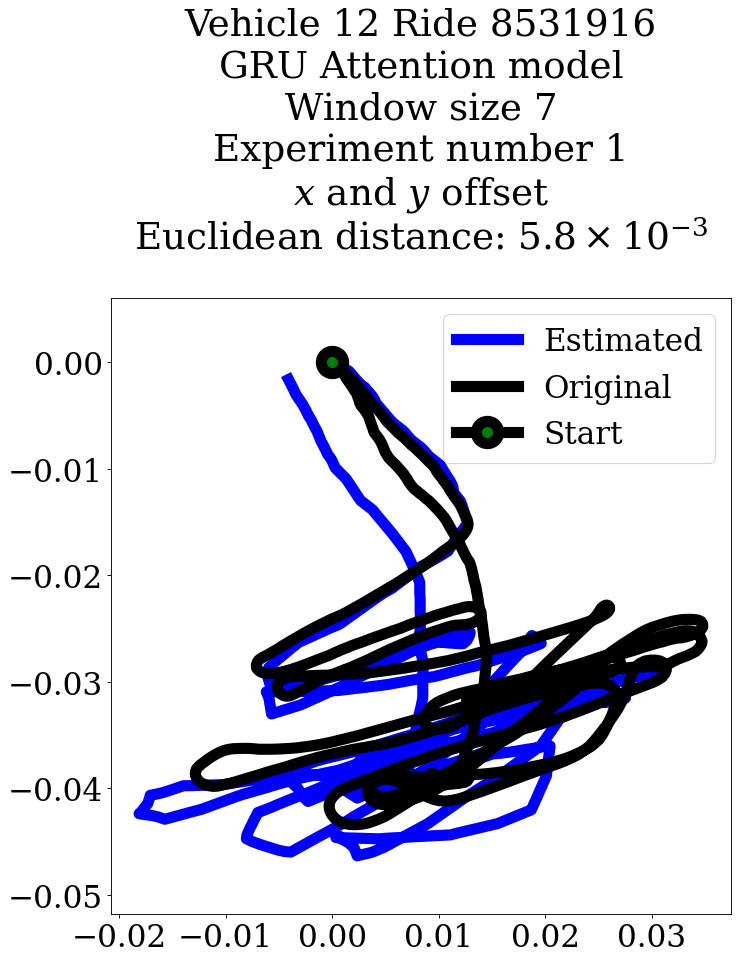 Vehicle 12 Ride 8531916
GRU Attention model
Window size 7
Experiment number 1
x and y offset
Euclidean distance: 5.8 × 10⁻³
Estimated
Original
Start
0.00
−0.01
−0.02
−0.03
−0.04
−0.05
−0.02 −0.01 0.00 0.01 0.02 0.03